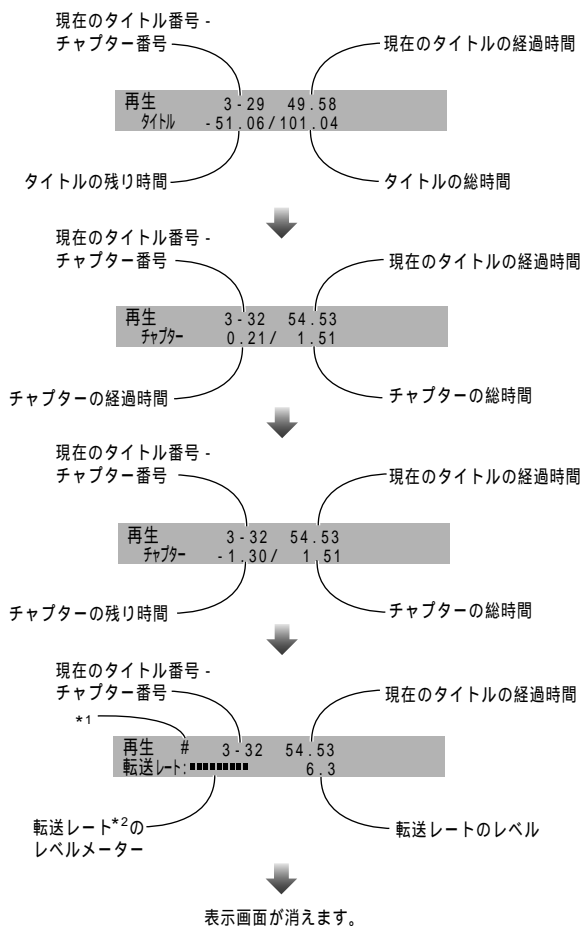 現在のタイトル番号 -
チャプター番号
現在のタイトルの経過時間
再生 3-29 49.58
タイトル -51.06/101.04
タイトルの残り時間
タイトルの総時間
現在のタイトル番号 -
チャプター番号
現在のタイトルの経過時間
再生 3-32 54.53
チャプター 0.21/ 1.51
チャプターの経過時間
チャプターの総時間
現在のタイトル番号 -
チャプター番号
現在のタイトルの経過時間
再生 3-32 54.53
チャプター -1.30/ 1.51
チャプターの残り時間
チャプターの総時間
現在のタイトル番号 -
チャプター番号
現在のタイトルの経過時間
*1
再生 # 3-32 54.53
転送レート: 6.3
転送レート*2の
レベルメーター
転送レートのレベル
表示画面が消えます。